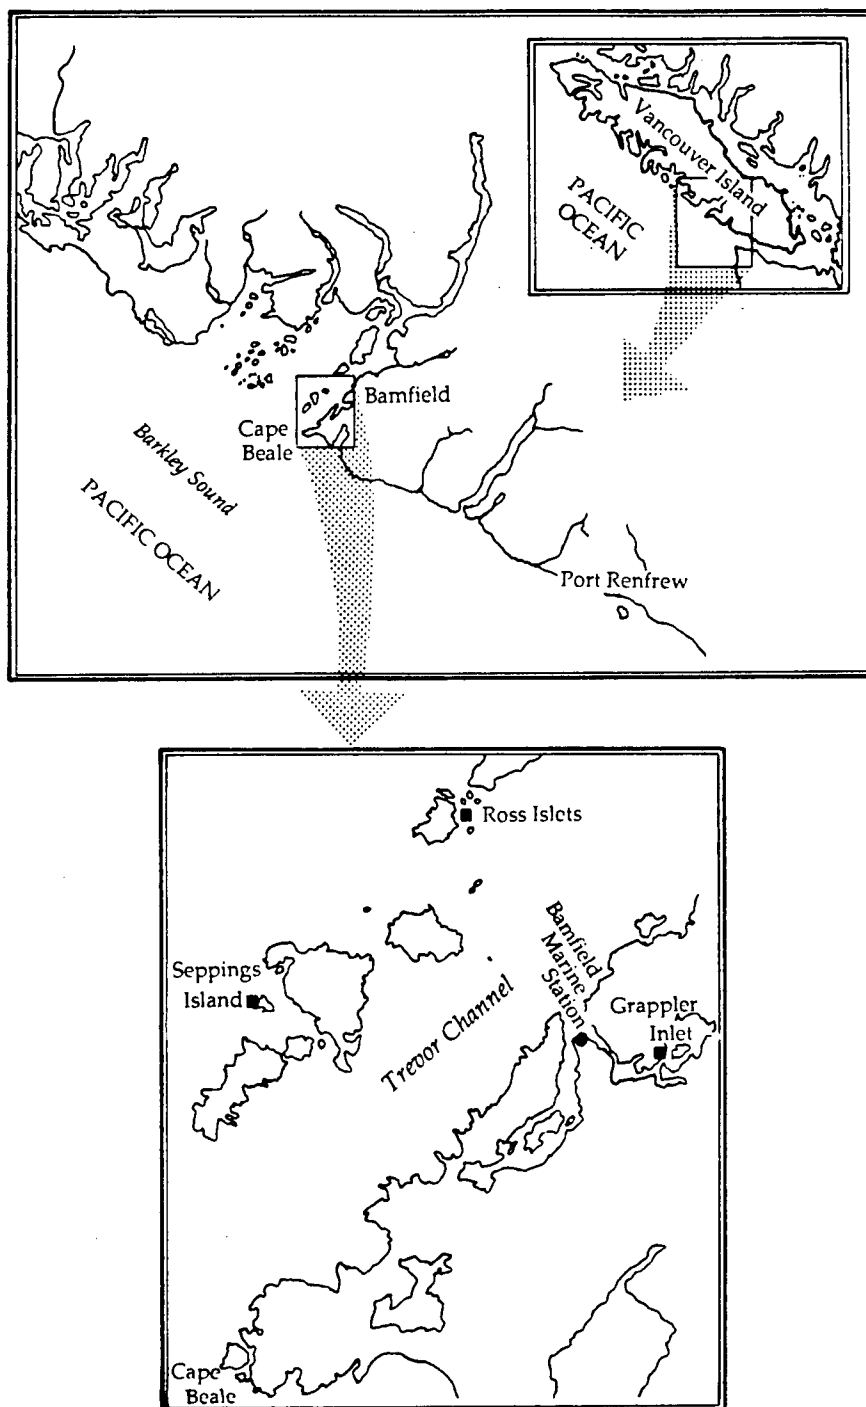 Vancouver Island
PACIFIC
OCEAN
Bamfield
Cape
Beale
Barkley Sound
PACIFIC OCEAN
Port Renfrew
Ross Islets
Bamfield
Marine
Station
Seppings
Island
Grappler
Inlet
Trevor Channel
Cape
Beale